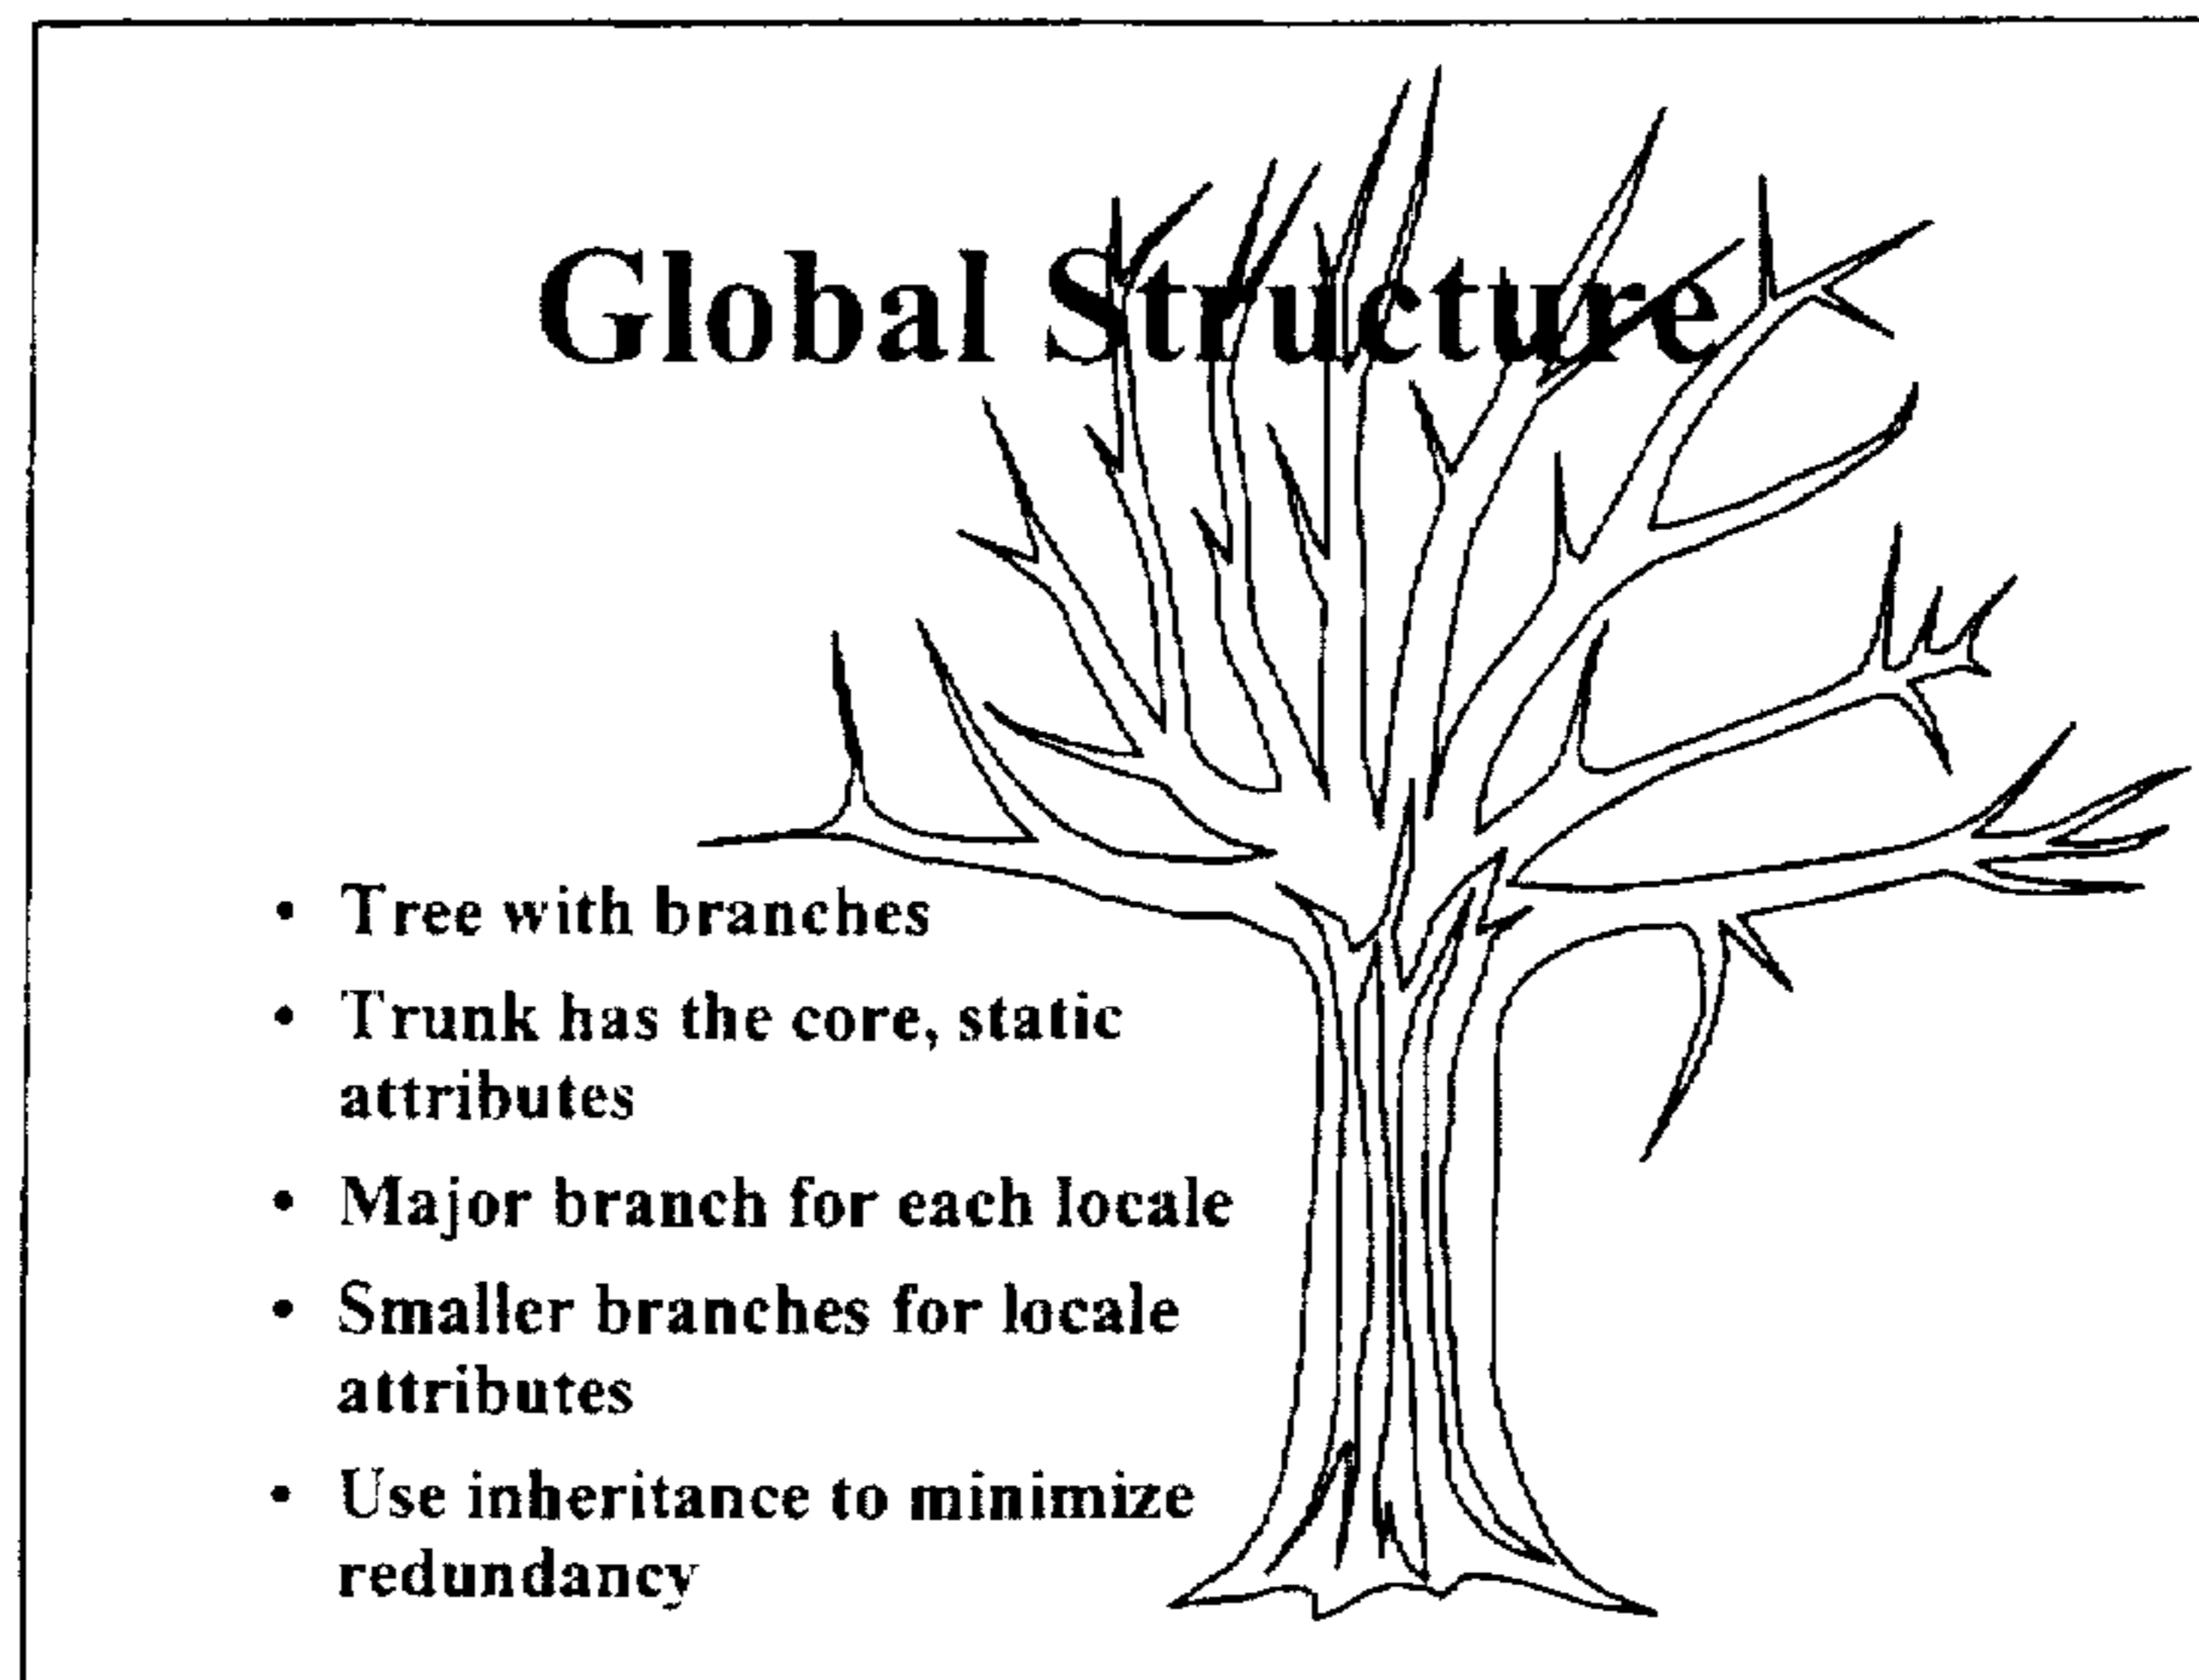 Global Structure
• Tree with branches
• Trunk has the core, static
attributes
• Major branch for each locale
• Smaller branches for locale
attributes
• Use inheritance to minimize
redundancy